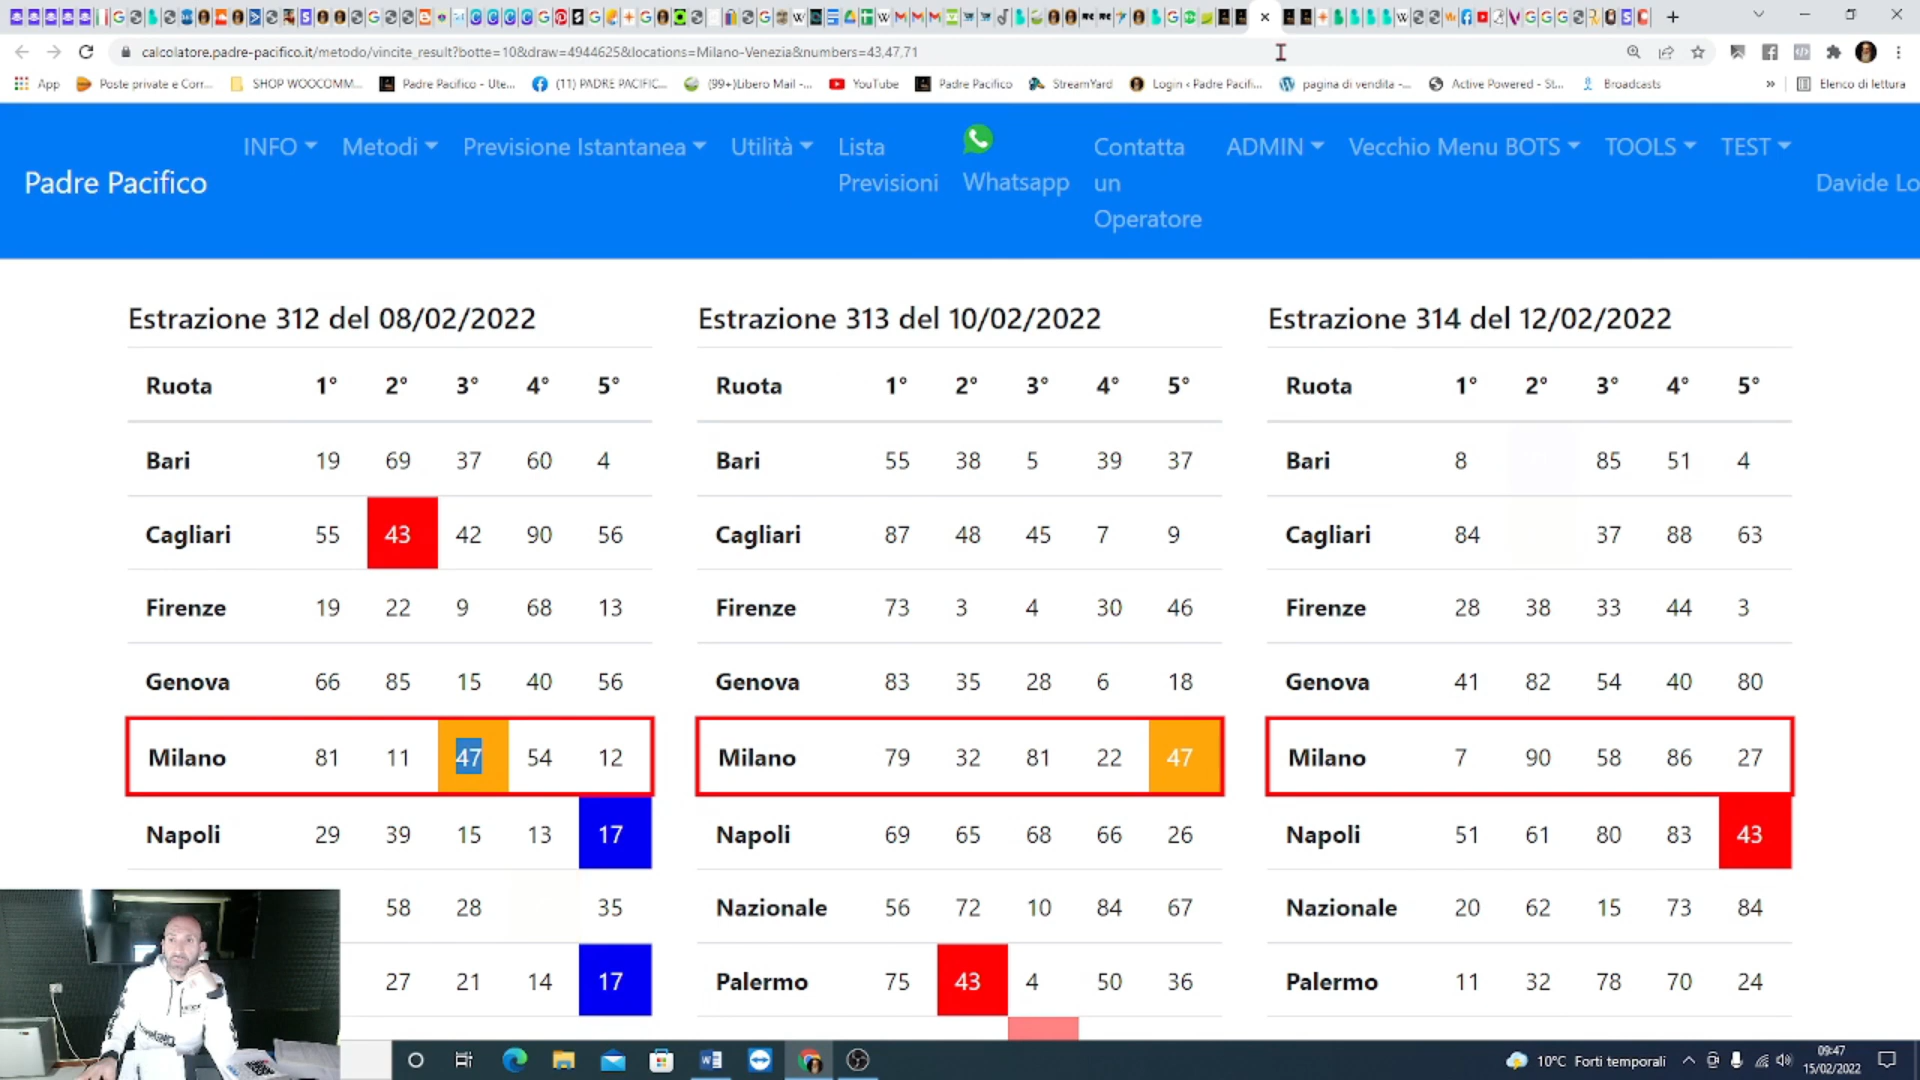 calcolatore.padre-pacifico.it/metodo/vincite_result?botte=10&draw=4944625&locations=Milano-Venezia&numbers=43,47,71
App
Poste private e Corr...
SHOP WOOCOMM...
Padre Pacifico - Ute...
(11) PADRE PACIFIC...
(99+)Libero Mail -...
YouTube
Padre Pacifico
StreamYard
Login ‹ Padre Pacifi...
pagina di vendita -...
Active Powered - St...
Broadcasts
»
Elenco di lettura
Padre Pacifico
INFO
Metodi
Previsione Istantanea
Utilità
Lista
Previsioni
Whatsapp
Contatta
un
Operatore
ADMIN
Vecchio Menu BOTS
TOOLS
TEST
Davide Lo
Estrazione 312 del 08/02/2022
Ruota 1° 2° 3° 4° 5°
Bari 19 69 37 60 4
Cagliari 55 43 42 90 56
Firenze 19 22 9 68 13
Genova 66 85 15 40 56
Milano 81 11 47 54 12
Napoli 29 39 15 13 17
58 28 35
27 21 14 17
Estrazione 313 del 10/02/2022
Ruota 1° 2° 3° 4° 5°
Bari 55 38 5 39 37
Cagliari 87 48 45 7 9
Firenze 73 3 4 30 46
Genova 83 35 28 6 18
Milano 79 32 81 22 47
Napoli 69 65 68 66 26
Nazionale 56 72 10 84 67
Palermo 75 43 4 50 36
Estrazione 314 del 12/02/2022
Ruota 1° 2° 3° 4° 5°
Bari 8 85 51 4
Cagliari 84 37 88 63
Firenze 28 38 33 44 3
Genova 41 82 54 40 80
Milano 7 90 58 86 27
Napoli 51 61 80 83 43
Nazionale 20 62 15 73 84
Palermo 11 32 78 70 24
10°C Forti temporali
09:47
15/02/2022